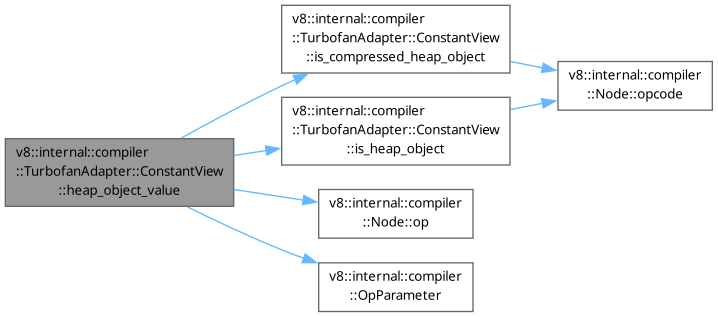 v8::internal::compiler
::TurbofanAdapter::ConstantView
::heap_object_value
v8::internal::compiler
::TurbofanAdapter::ConstantView
::is_compressed_heap_object
v8::internal::compiler
::TurbofanAdapter::ConstantView
::is_heap_object
v8::internal::compiler
::Node::op
v8::internal::compiler
::OpParameter
v8::internal::compiler
::Node::opcode